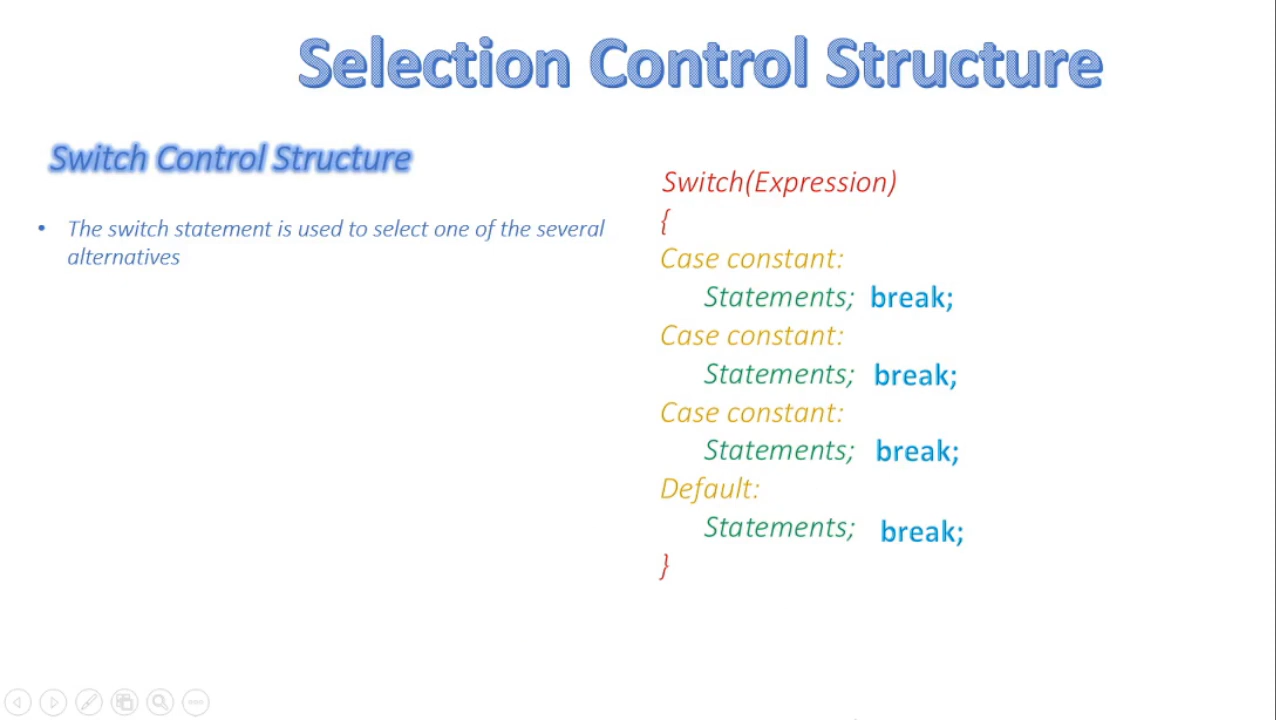 Selection Control Structure
Switch Control Structure
• The switch statement is used to select one of the several
alternatives
Switch(Expression)
{
Case constant:
Statements; break;
Case constant:
Statements; break;
Case constant:
Statements; break;
Default:
Statements; break;
}